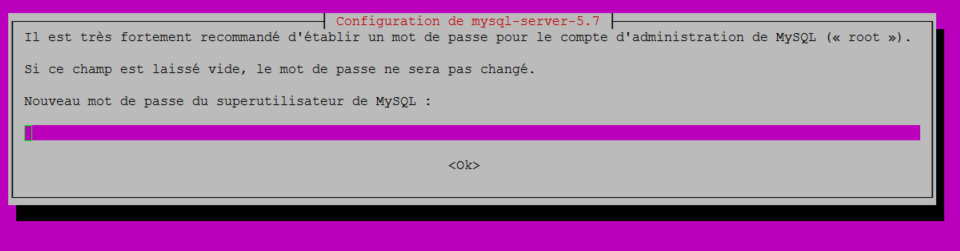 Configuration de mysql-server-5.7
Il est très fortement recommandé d'établir un mot de passe pour le compte d'administration de MySQL (« root »).
Si ce champ est laissé vide, le mot de passe ne sera pas changé.
Nouveau mot de passe du superutilisateur de MySQL :
<Ok>